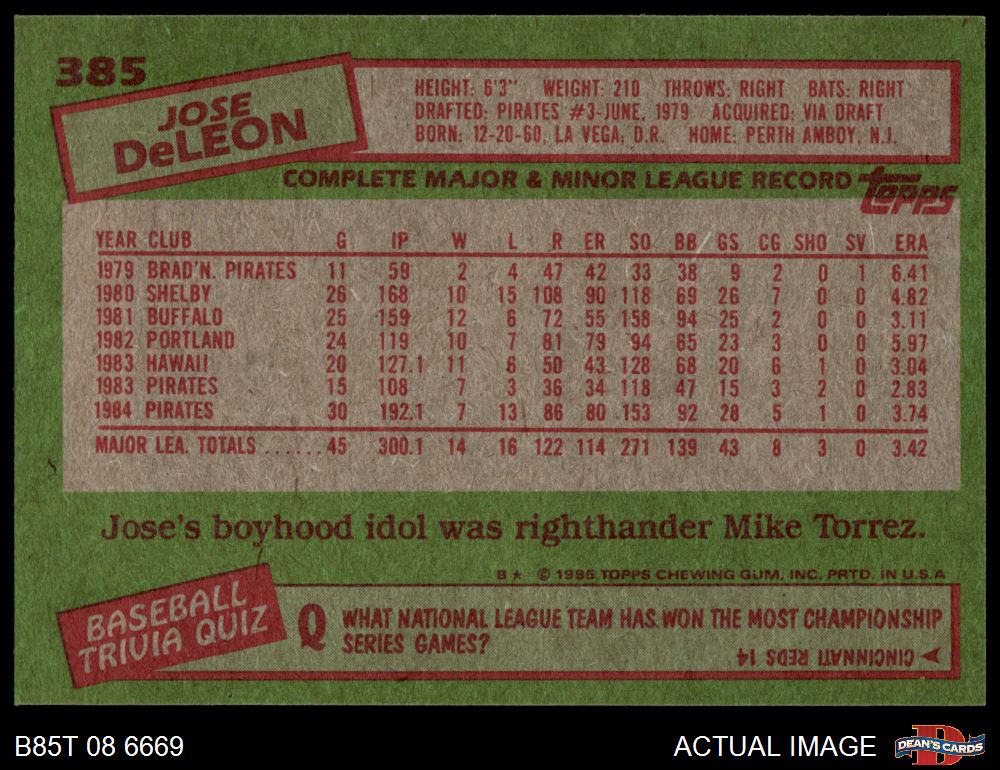 385
JOSE
DeLEON
HEIGHT: 6'3" WEIGHT: 210 THROWS: RIGHT BATS: RIGHT
DRAFTED: PIRATES #3-JUNE, 1979 ACQUIRED: VIA DRAFT
BORN: 12-20-60, LA VEGA, D.R. HOME: PERTH AMBOY, N.J.
COMPLETE MAJOR & MINOR LEAGUE RECORD topps
YEAR CLUB G IP W L R ER SO BB GS CG SHO SV ERA
1979 BRAD'N. PIRATES 11 59 2 4 47 42 33 38 9 2 0 1 6.41
1980 SHELBY 26 168 10 15 108 90 118 69 26 7 0 0 4.82
1981 BUFFALO 25 159 12 6 72 55 158 94 25 2 0 0 3.11
1982 PORTLAND 24 119 10 7 81 79 94 65 23 3 0 0 5.97
1983 HAWAII 20 127.1 11 6 50 43 128 68 20 6 1 0 3.04
1983 PIRATES 15 108 7 3 36 34 118 47 15 3 2 0 2.83
1984 PIRATES 30 192.1 7 13 86 80 153 92 28 5 1 0 3.74
MAJOR LEA. TOTALS ......45 300.1 14 16 122 114 271 139 43 8 3 0 3.42
Jose's boyhood idol was righthander Mike Torrez.
B★ © 1985 TOPPS CHEWING GUM, INC. PRTD. IN U.S.A
BASEBALL
TRIVIA QUIZ
Q WHAT NATIONAL LEAGUE TEAM HAS WON THE MOST CHAMPIONSHIP
SERIES GAMES?
CINCINNATI REDS 14
B85T 08 6669
ACTUAL IMAGE
DEAN'S CARDS